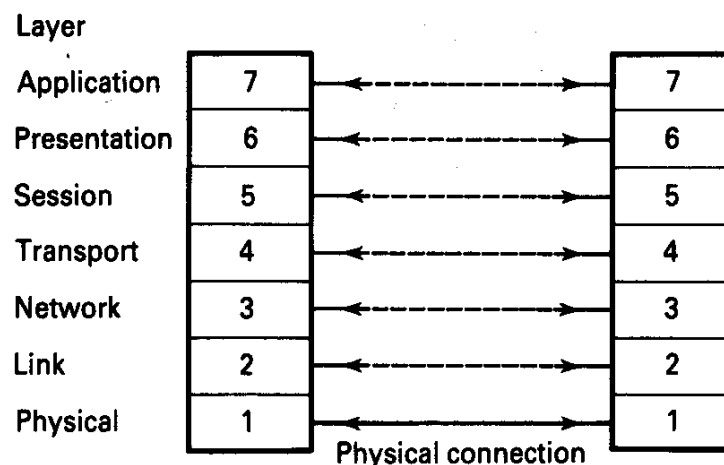 Layer
Application 7 7
Presentation 6 6
Session 5 5
Transport 4 4
Network 3 3
Link 2 2
Physical 1 1
Physical connection